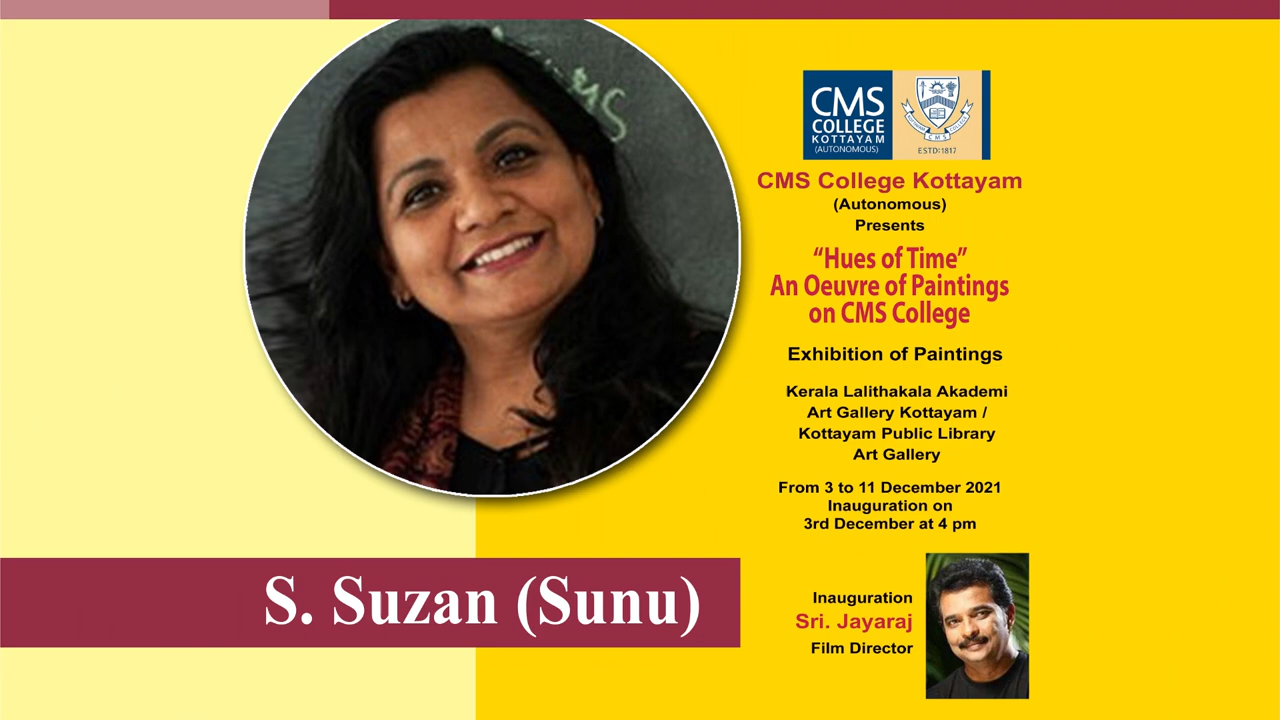 CMS
COLLEGE
KOTTAYAM
(AUTONOMOUS)
CMS
ESTD:1817
CMS College Kottayam
(Autonomous)
Presents
“Hues of Time”
An Oeuvre of Paintings
on CMS College
Exhibition of Paintings
Kerala Lalithakala Akademi
Art Gallery Kottayam /
Kottayam Public Library
Art Gallery
From 3 to 11 December 2021
Inauguration on
3rd December at 4 pm
S. Suzan (Sunu)
Inauguration
Sri. Jayaraj
Film Director